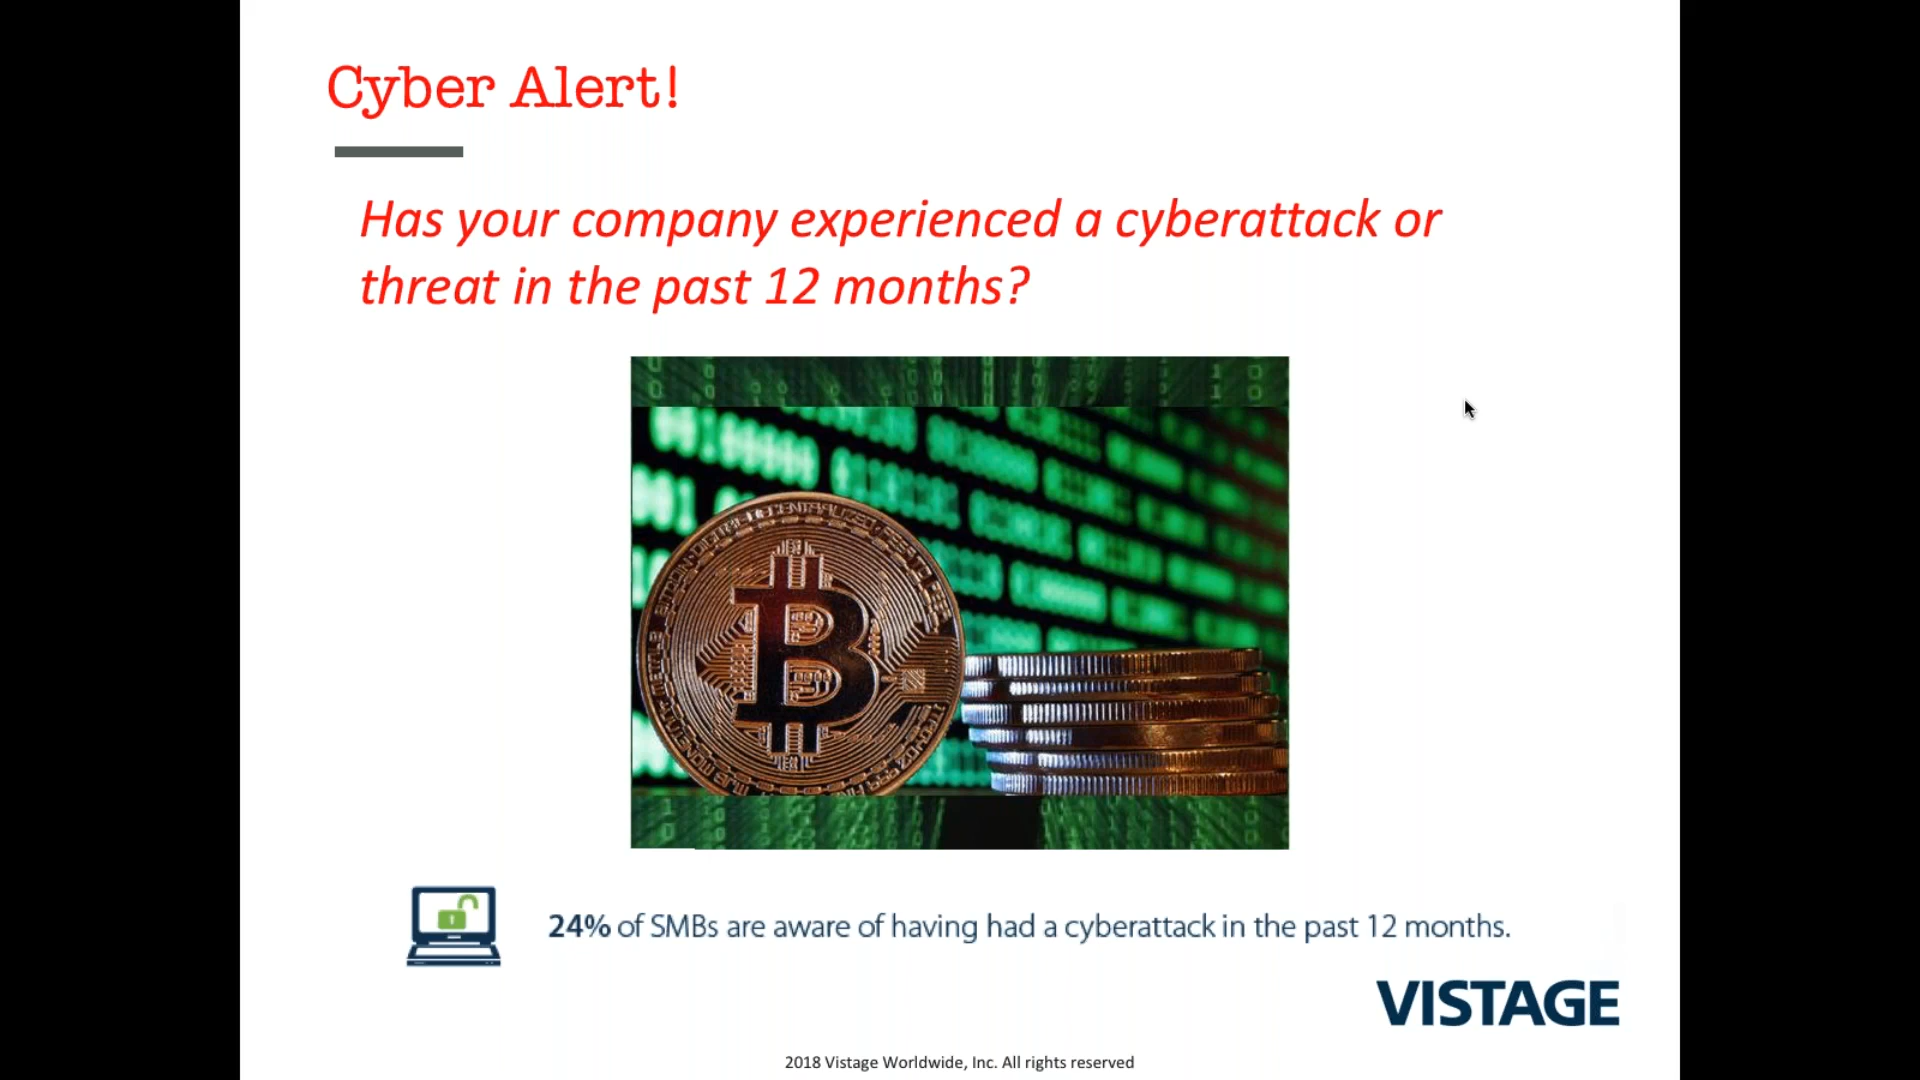 Cyber Alert!
Has your company experienced a cyberattack or
threat in the past 12 months?
24% of SMBs are aware of having had a cyberattack in the past 12 months.
VISTAGE
2018 Vistage Worldwide, Inc. All rights reserved